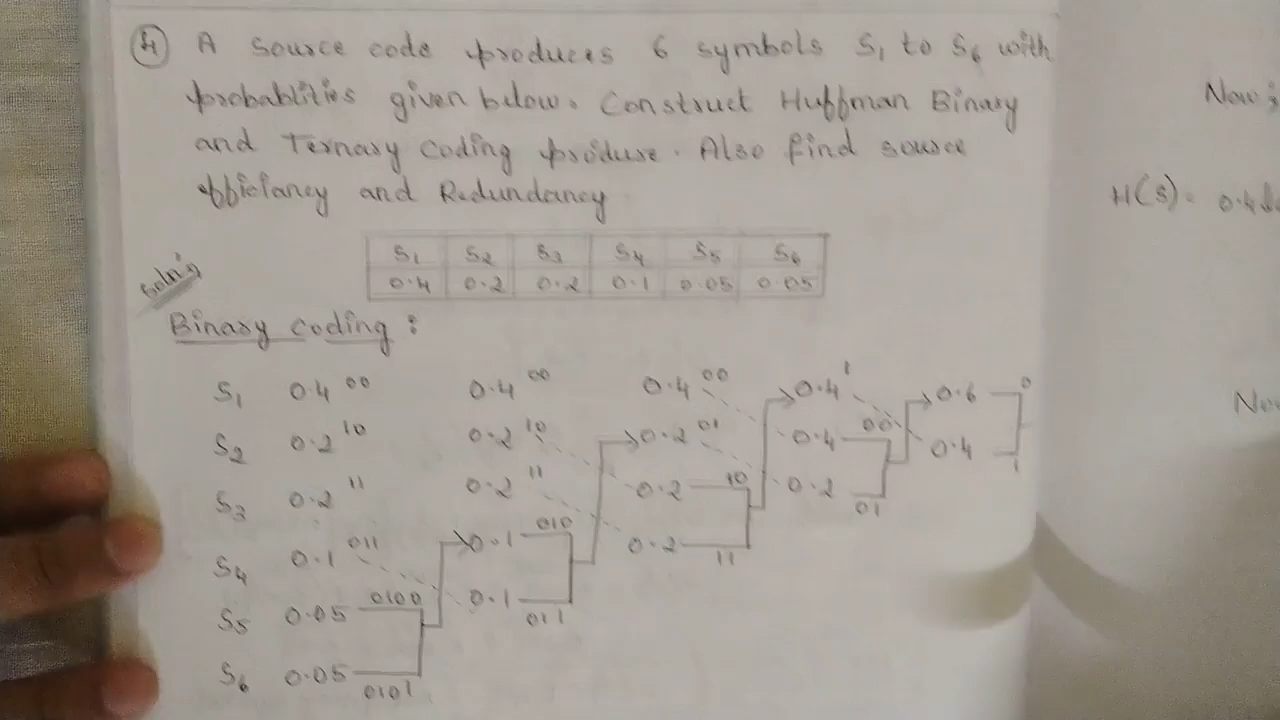 4 A source code produces 6 symbols S1 to S6 with
probablities given below. Construct Huffman Binary
and Ternary Coding produse. Also find source
efficiancy and Redundancy
Soln:
S1 S2 S3 S4 S5 S6
0.4 0.2 0.2 0.1 0.05 0.05
Binary coding :
S1 0.4 00 0.4 00 0.4 00 0.4 1 0.6 0
S2 0.2 10 0.2 10 0.2 01 0.4 00 0.4 1
S3 0.2 11 0.2 11 0.2 10 0.2 01
S4 0.1 011 0.1 010 0.2 11
S5 0.05 0100 0.1 011
S6 0.05 0101
Now
H(S) = 0.4